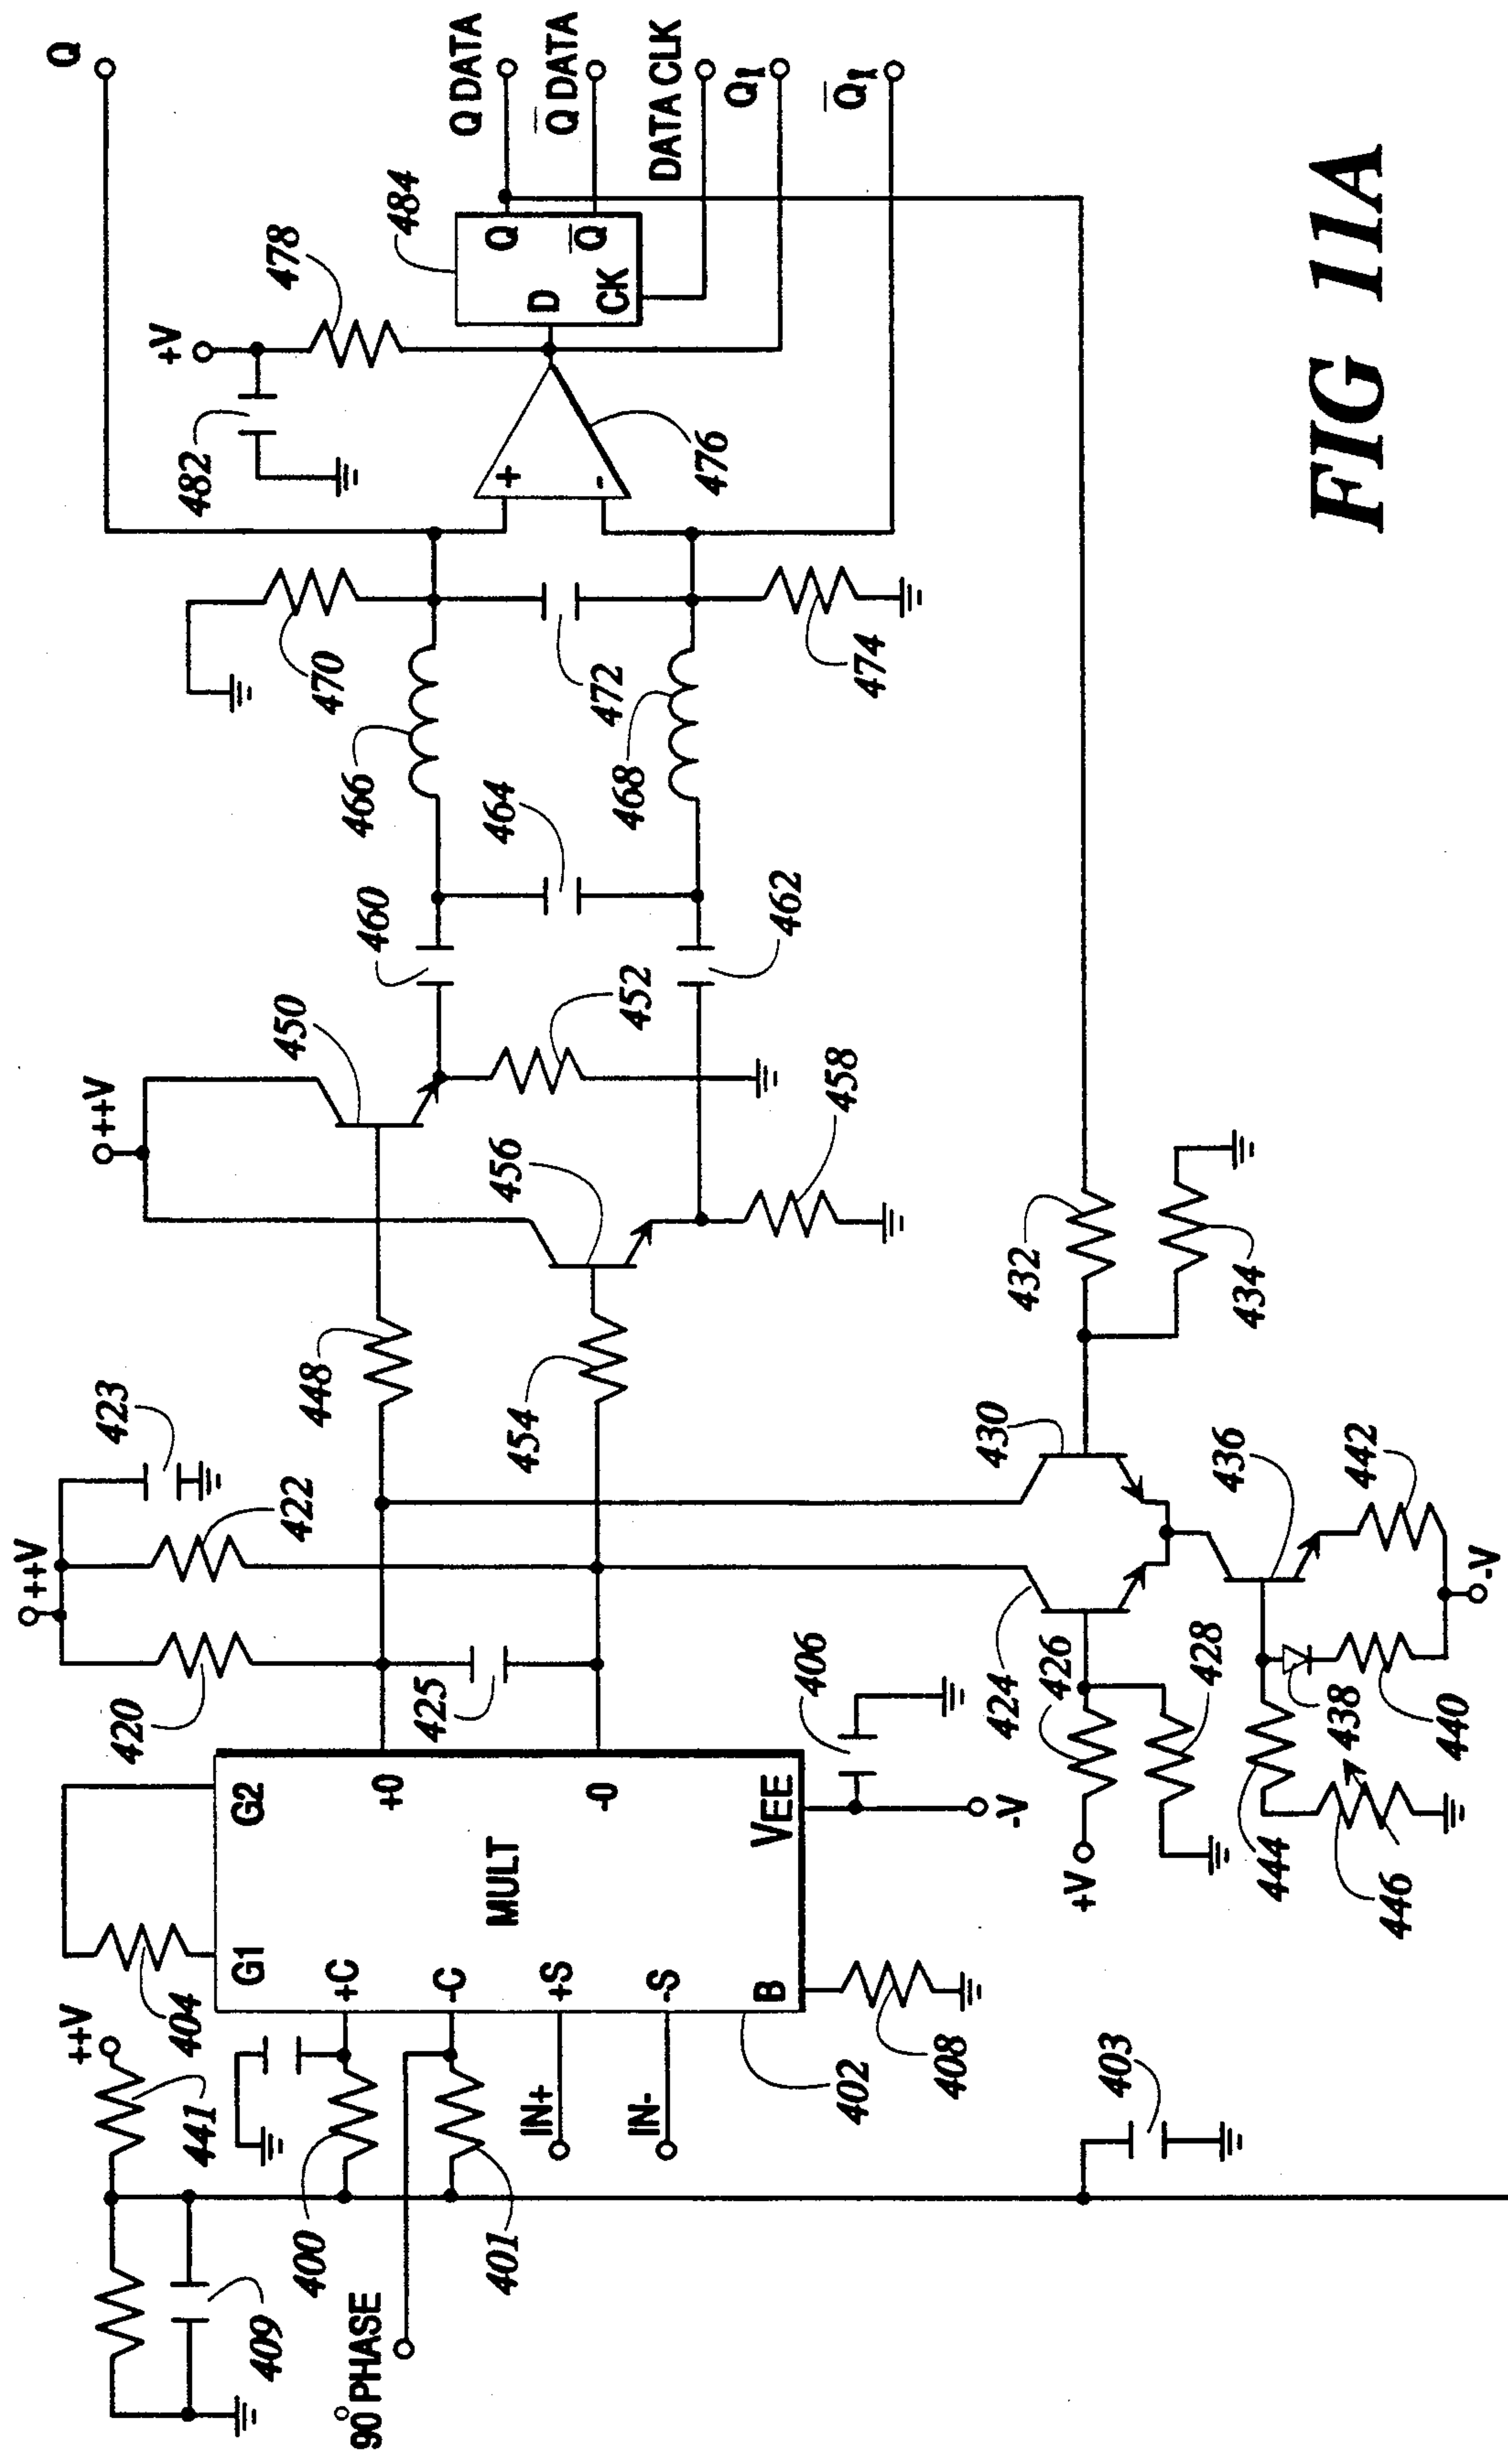 Q
Q DATA
Q̅ DATA
DATA CLK
Q1
Q̅1
484
Q
Q̅
D
CK
+V
478
482
+
-
476
470
472
474
466
468
464
460
462
++V
450
452
456
458
448
454
++V
423
422
420
425
432
434
430
424
436
442
426
428
438
440
444
446
+V
-V
406
-V
G2
G1
+O
-O
MULT
VEE
+C
-C
+S
-S
B
404
++V
441
402
408
IN+
IN-
400
401
403
409
90° PHASE
FIG 11A